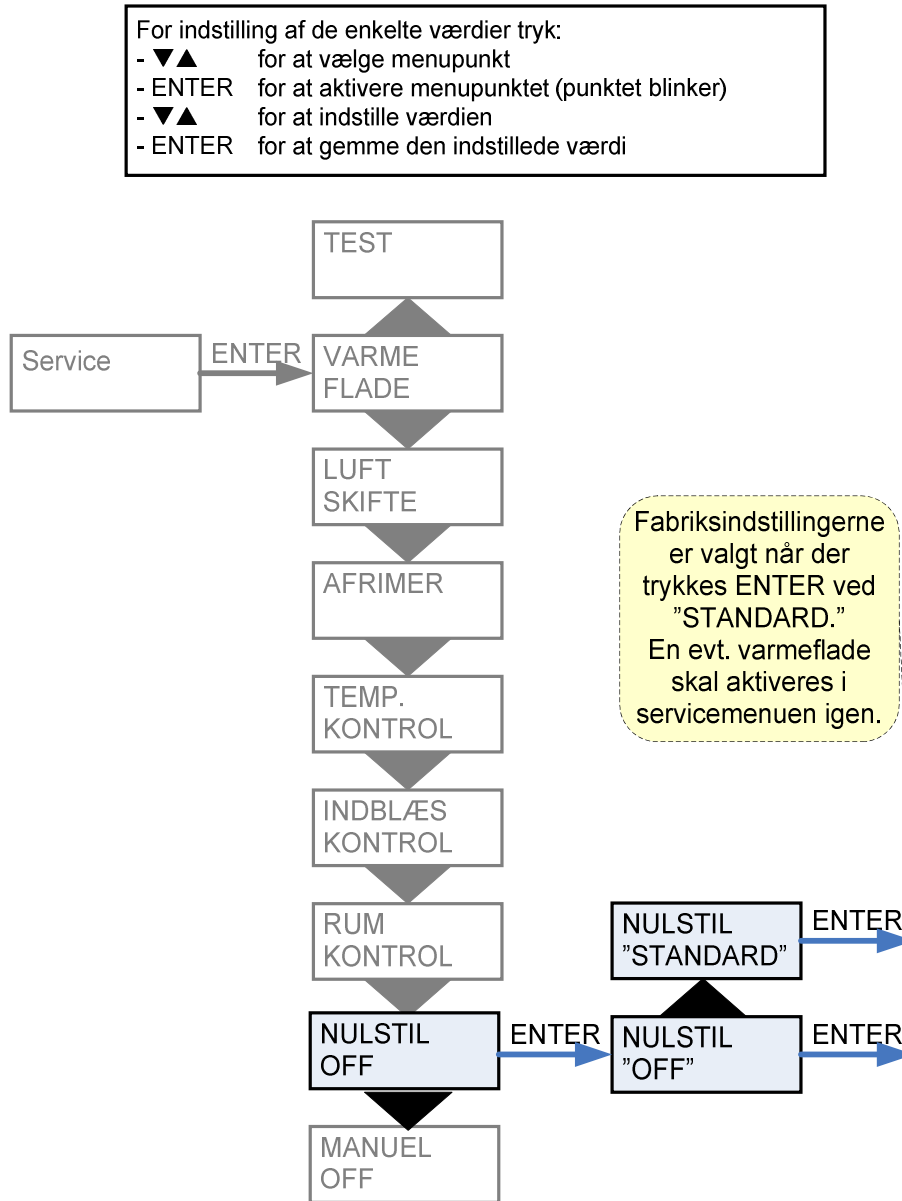 For indstilling af de enkelte værdier tryk:
- ▼▲ for at vælge menupunkt
- ENTER for at aktivere menupunktet (punktet blinker)
- ▼▲ for at indstille værdien
- ENTER for at gemme den indstillede værdi
TEST
Service
ENTER
VARME
FLADE
LUFT
SKIFTE
AFRIMER
Fabriksindstillingerne
er valgt når der
trykkes ENTER ved
”STANDARD.”
En evt. varmeflade
skal aktiveres i
servicemenuen igen.
TEMP.
KONTROL
INDBLÆS
KONTROL
RUM
KONTROL
NULSTIL
”STANDARD”
ENTER
NULSTIL
OFF
ENTER
NULSTIL
”OFF”
ENTER
MANUEL
OFF